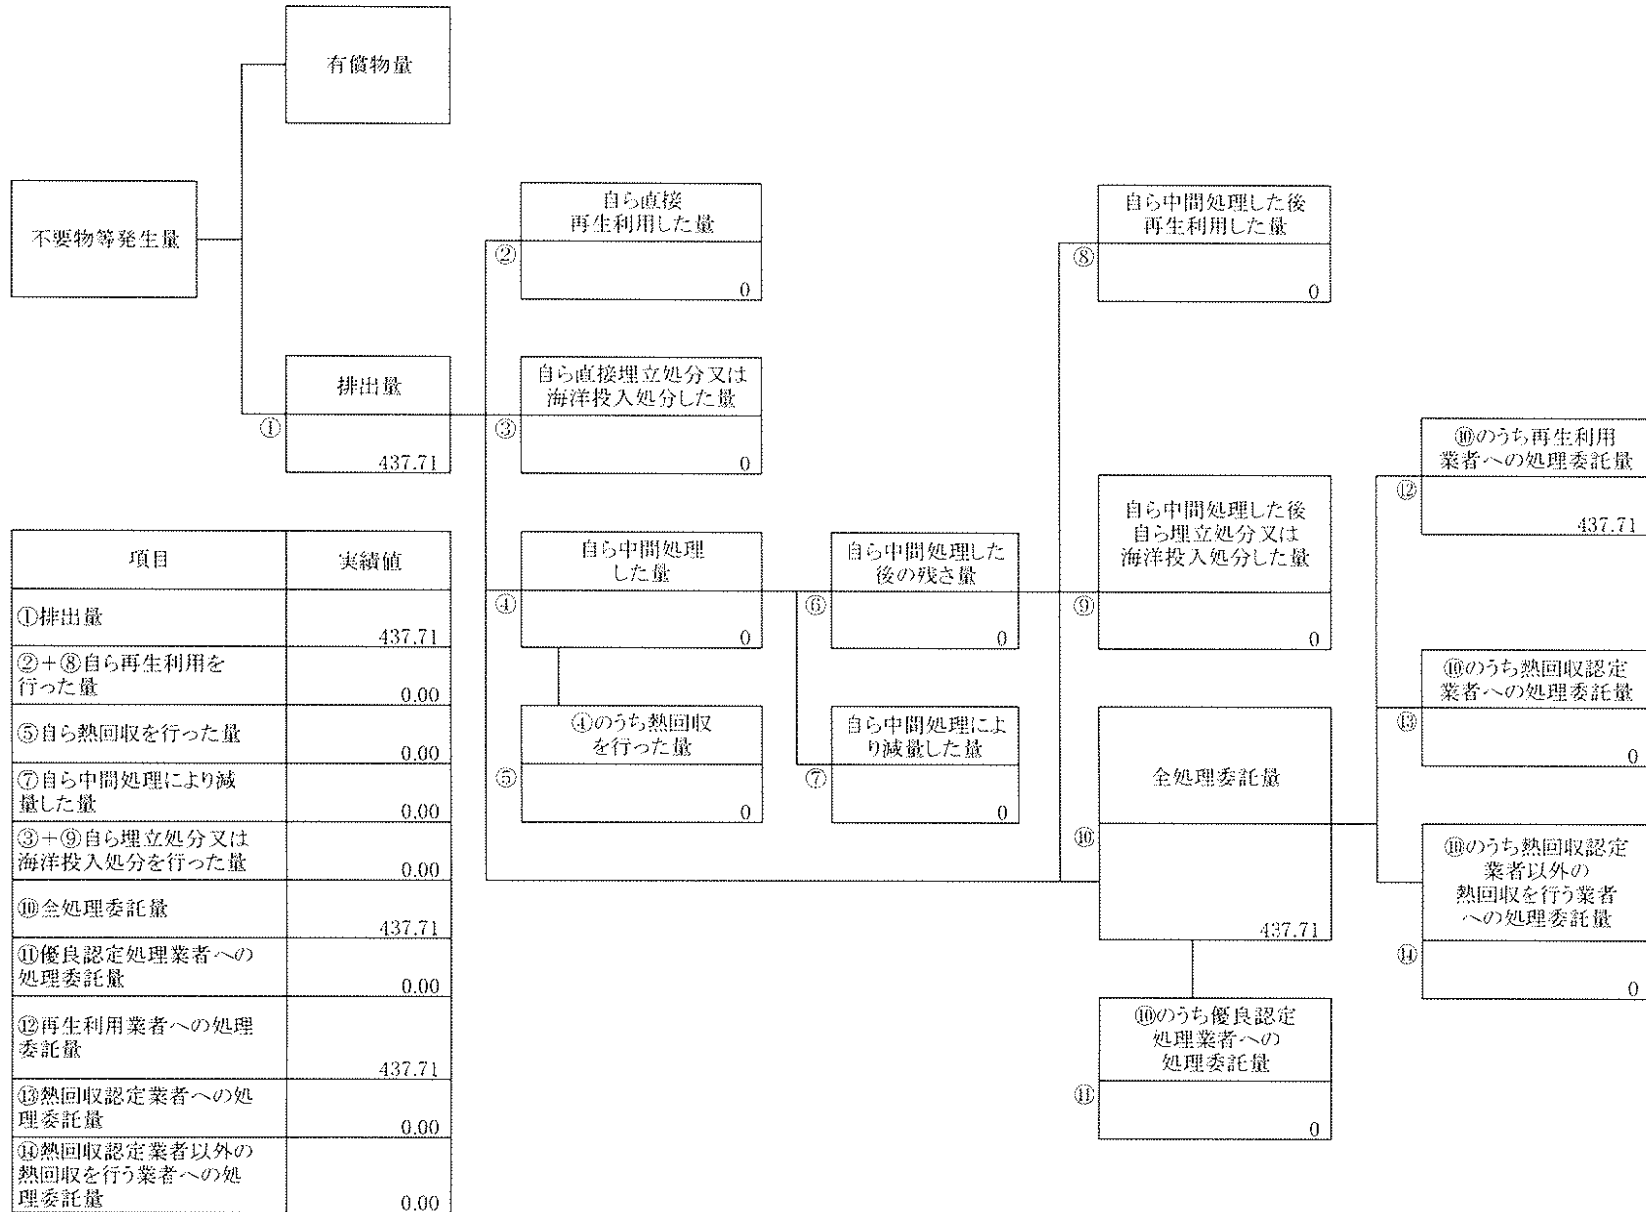 有償物量
不要物等発生量
自ら直接
再生利用した量
②
0
自ら中間処理した後
再生利用した量
⑧
0
排出量
①
437.71
自ら直接埋立処分又は
海洋投入処分した量
③
0
⑩のうち再生利用
業者への処理委託量
⑫
437.71
自ら中間処理
した量
④
0
自ら中間処理した
後の残さ量
⑥
0
自ら中間処理した後
自ら埋立処分又は
海洋投入処分した量
⑨
0
⑩のうち熱回収認定
業者への処理委託量
⑬
0
④のうち熱回収
を行った量
⑤
0
自ら中間処理によ
り減量した量
⑦
0
全処理委託量
⑩
437.71
⑩のうち熱回収認定
業者以外の
熱回収を行う業者
への処理委託量
⑭
0
⑩のうち優良認定
処理業者への
処理委託量
⑪
0
項目 実績値
①排出量
437.71
②+⑧自ら再生利用を
行った量
0.00
⑤自ら熱回収を行った量
0.00
⑦自ら中間処理により減
量した量
0.00
③+⑨自ら埋立処分又は
海洋投入処分を行った量
0.00
⑩全処理委託量
437.71
⑪優良認定処理業者への
処理委託量
0.00
⑫再生利用業者への処理
委託量
437.71
⑬熱回収認定業者への処
理委託量
0.00
⑭熱回収認定業者以外の
熱回収を行う業者への処
理委託量
0.00